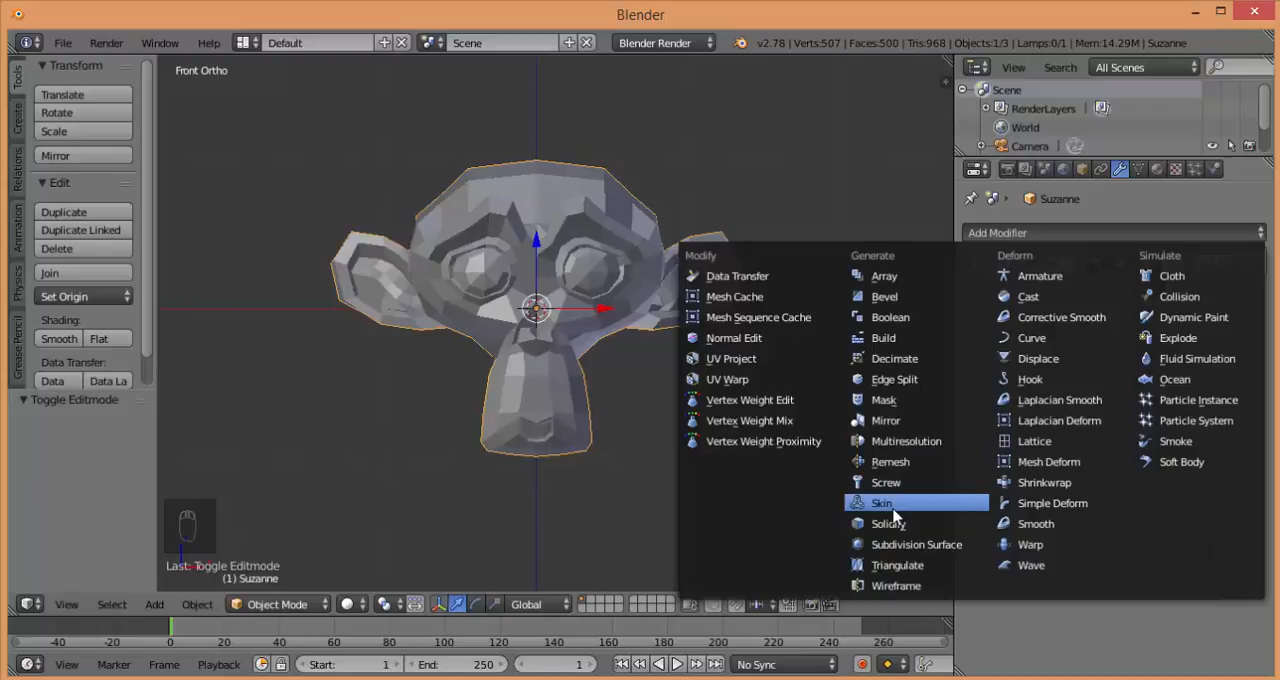 Blender
File Render Window Help Default Scene Blender Render v2.78 | Verts:507 | Faces:500 | Tris:968 | Objects:1/3 | Lamps:0/1 | Mem:14.29M | Suzanne
Tools
Create
Relations
Animation
Physics
Grease Pencil
Transform
Translate
Rotate
Scale
Mirror
Edit
Duplicate
Duplicate Linked
Delete
Join
Set Origin
Shading:
Smooth Flat
Data Transfer:
Data Data La
Toggle Editmode
Front Ortho
Last: Toggle Editmode
(1) Suzanne
View Search All Scenes
Scene
RenderLayers
World
Camera
Suzanne
Add Modifier
Modify
Data Transfer
Mesh Cache
Mesh Sequence Cache
Normal Edit
UV Project
UV Warp
Vertex Weight Edit
Vertex Weight Mix
Vertex Weight Proximity
Generate
Array
Bevel
Boolean
Build
Decimate
Edge Split
Mask
Mirror
Multiresolution
Remesh
Screw
Skin
Solidify
Subdivision Surface
Triangulate
Wireframe
Deform
Armature
Cast
Corrective Smooth
Curve
Displace
Hook
Laplacian Smooth
Laplacian Deform
Lattice
Mesh Deform
Shrinkwrap
Simple Deform
Smooth
Warp
Wave
Simulate
Cloth
Collision
Dynamic Paint
Explode
Fluid Simulation
Ocean
Particle Instance
Particle System
Smoke
Soft Body
View Select Add Object Object Mode Global
-40 -20 0 20 40 60 80 100 120 140 160 180 200 220 240 260
View Marker Frame Playback Start: 1 End: 250 1 No Sync